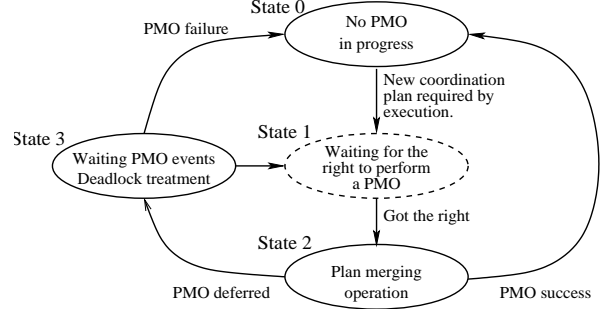 State 0
No PMO
in progress
PMO failure
New coordination
plan required by
execution.
State 3
State 1
Waiting PMO events
Deadlock treatment
Waiting for the
right to perform
a PMO
Got the right
State 2
Plan merging
operation
PMO deferred
PMO success